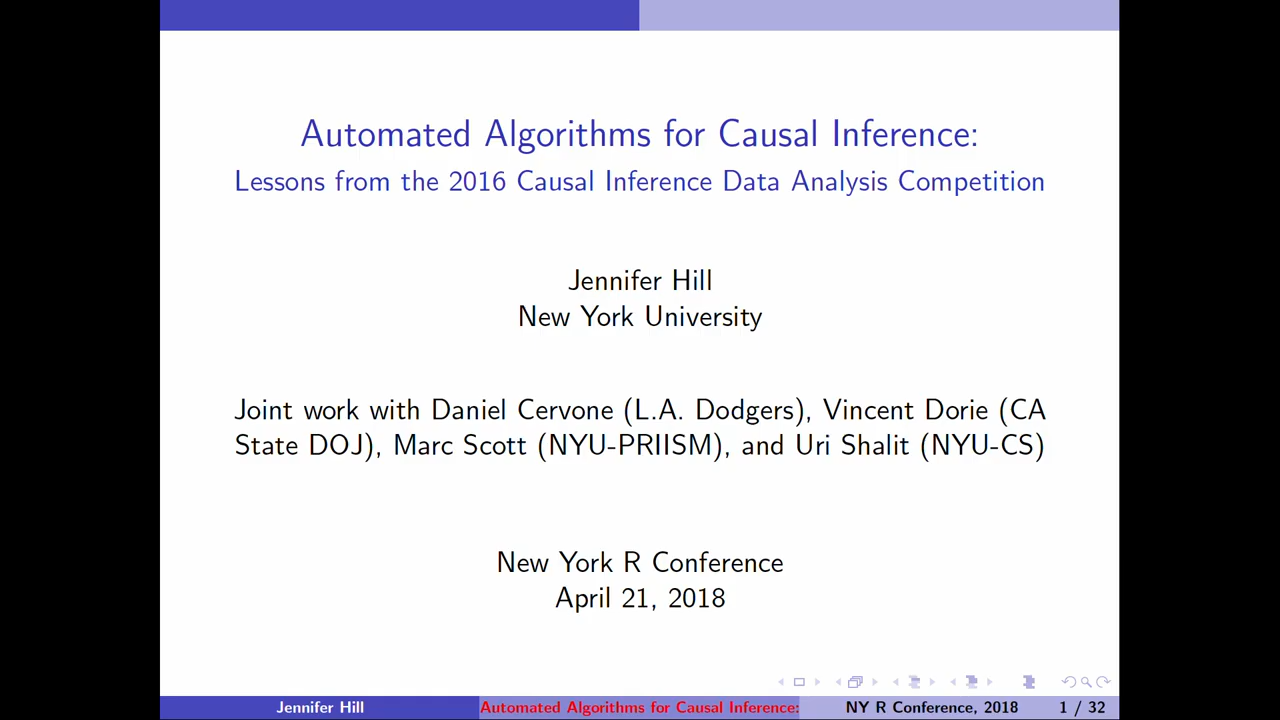 Automated Algorithms for Causal Inference:
Lessons from the 2016 Causal Inference Data Analysis Competition
Jennifer Hill
New York University
Joint work with Daniel Cervone (L.A. Dodgers), Vincent Dorie (CA
State DOJ), Marc Scott (NYU-PRIISM), and Uri Shalit (NYU-CS)
New York R Conference
April 21, 2018
Jennifer Hill Automated Algorithms for Causal Inference: NY R Conference, 2018 1 / 32